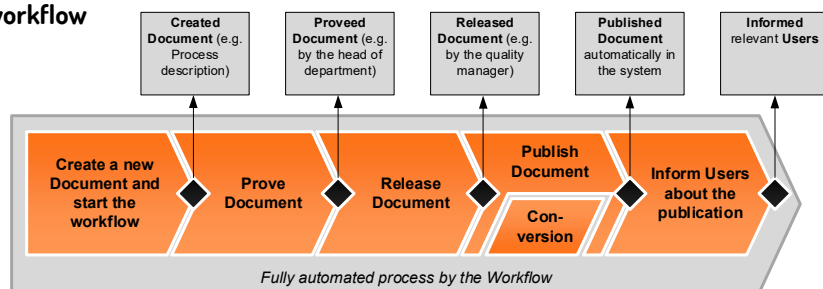 workflow
Created
Document (e.g.
Process
description)
Proveed
Document (e.g.
by the head of
department)
Released
Document (e.g.
by the quality
manager)
Published
Document
automatically in
the system
Informed
relevant Users
Create a new
Document and
start the
workflow
Prove
Document
Release
Document
Publish
Document
Con-
version
Inform Users
about the
publication
Fully automated process by the Workflow